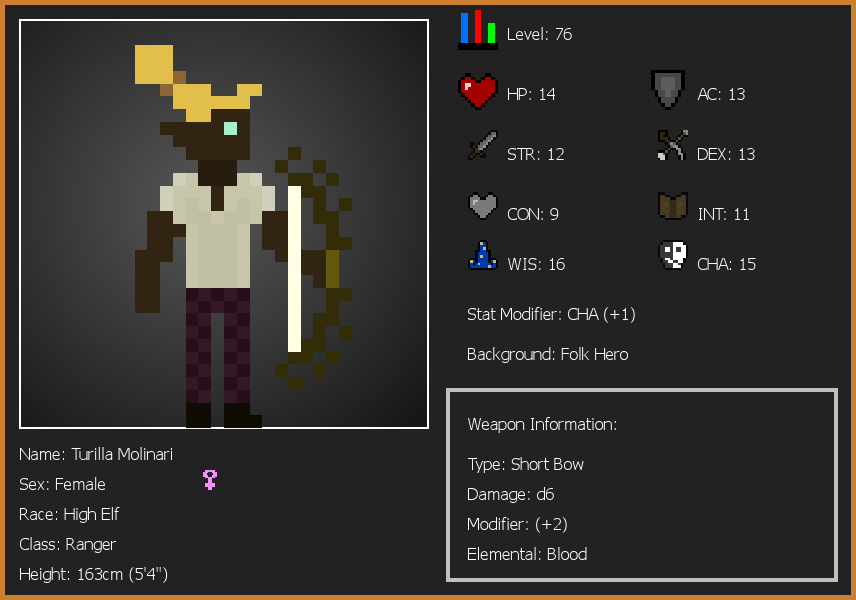 Level: 76
HP: 14
AC: 13
STR: 12
DEX: 13
CON: 9
INT: 11
WIS: 16
CHA: 15
Stat Modifier: CHA (+1)
Background: Folk Hero
Weapon Information:
Type: Short Bow
Damage: d6
Modifier: (+2)
Elemental: Blood
Name: Turilla Molinari
Sex: Female
Race: High Elf
Class: Ranger
Height: 163cm (5'4")